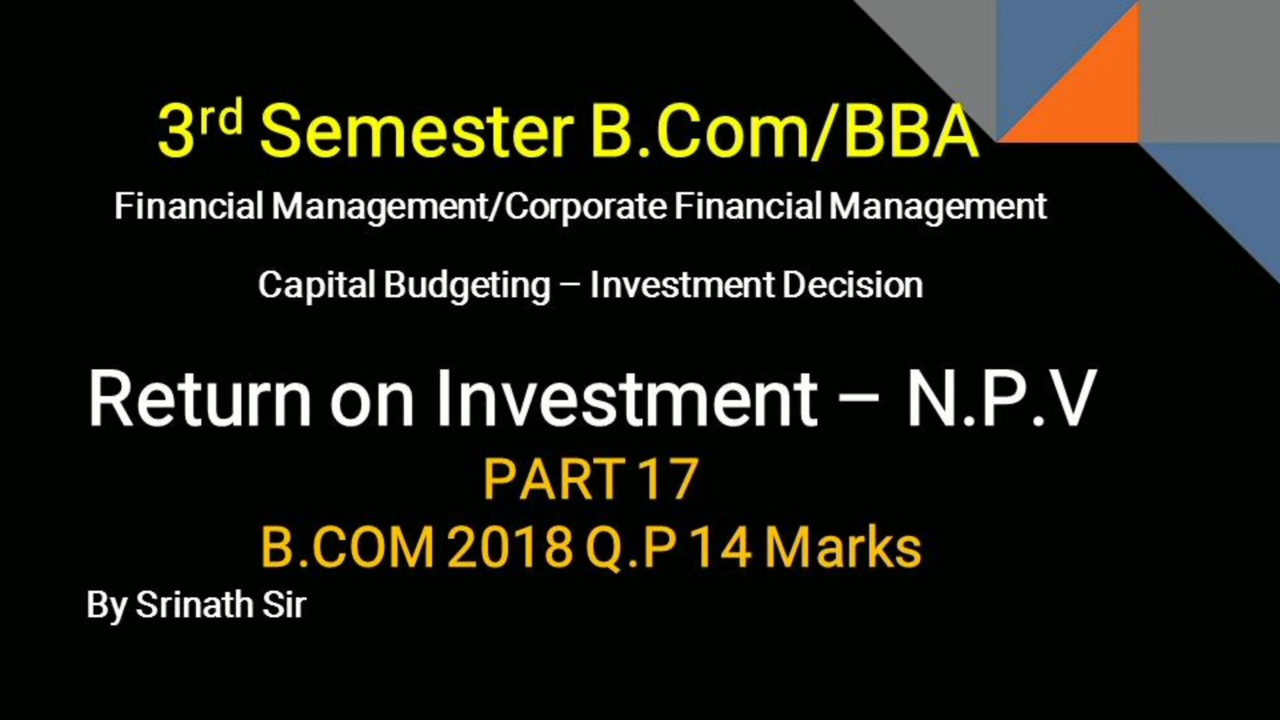 3rd Semester B.Com/BBA
Financial Management/Corporate Financial Management
Capital Budgeting – Investment Decision
Return on Investment – N.P.V
PART 17
B.COM 2018 Q.P 14 Marks
By Srinath Sir